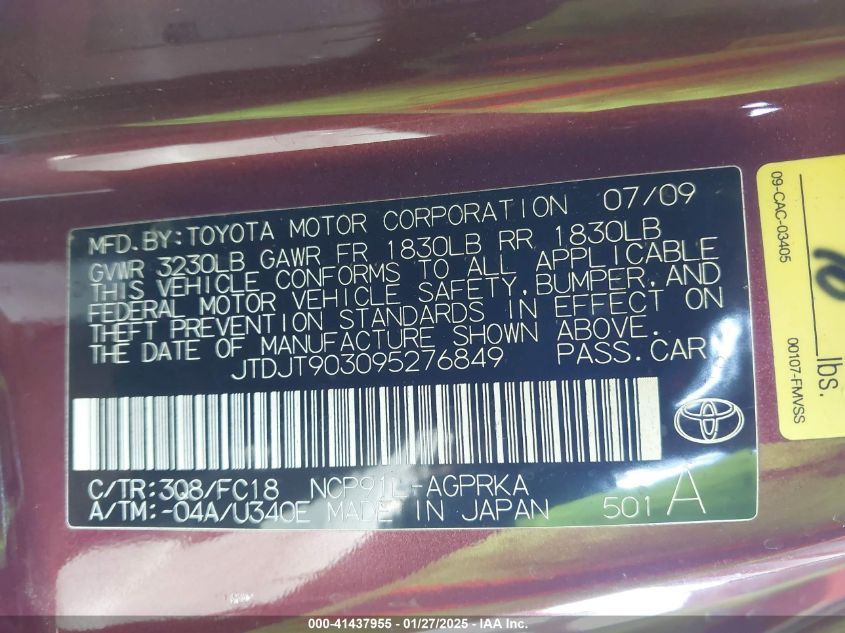 MFD. BY: TOYOTA MOTOR CORPORATION 07/09
GVWR 3230LB GAWR FR 1830LB RR 1830LB
THIS VEHICLE CONFORMS TO ALL APPLICABLE
FEDERAL MOTOR VEHICLE SAFETY, BUMPER, AND
THEFT PREVENTION STANDARDS IN EFFECT ON
THE DATE OF MANUFACTURE SHOWN ABOVE.
JTDJT903095276849 PASS. CAR
C/TR: 3Q8/FC18 NCP91L-AGPRKA
A/TM: -04A/U340E MADE IN JAPAN 501 A
09-CAC-03405
lbs.
00107-FMVSS
000-41437955 | 01/27/2025 | IAA Inc.